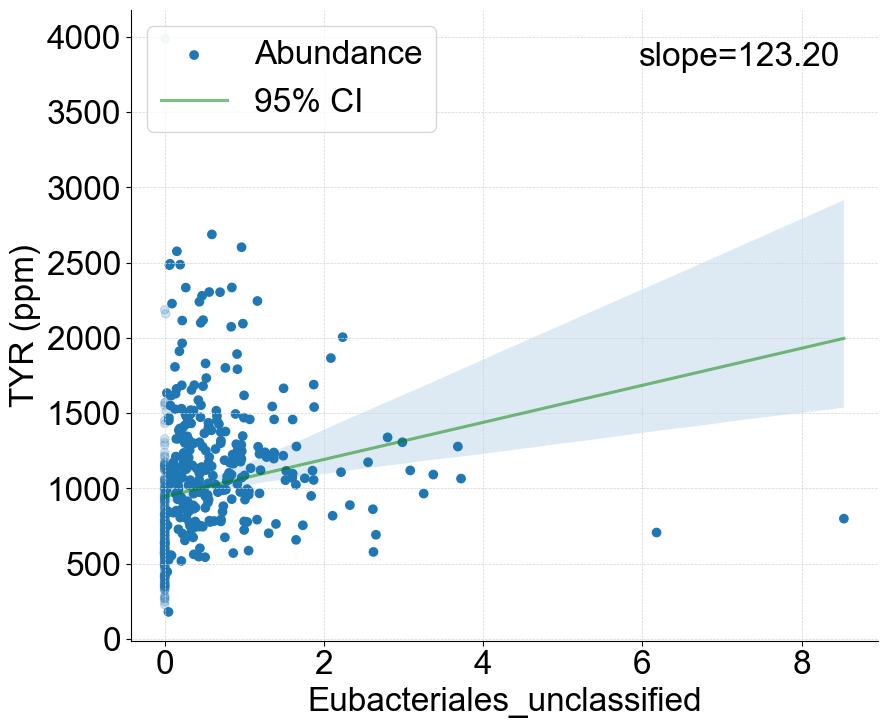 4000
3500
3000
2500
2000
1500
1000
500
0
TYR (ppm)
Abundance
95% CI
slope=123.20
0 2 4 6 8
Eubacteriales_unclassified